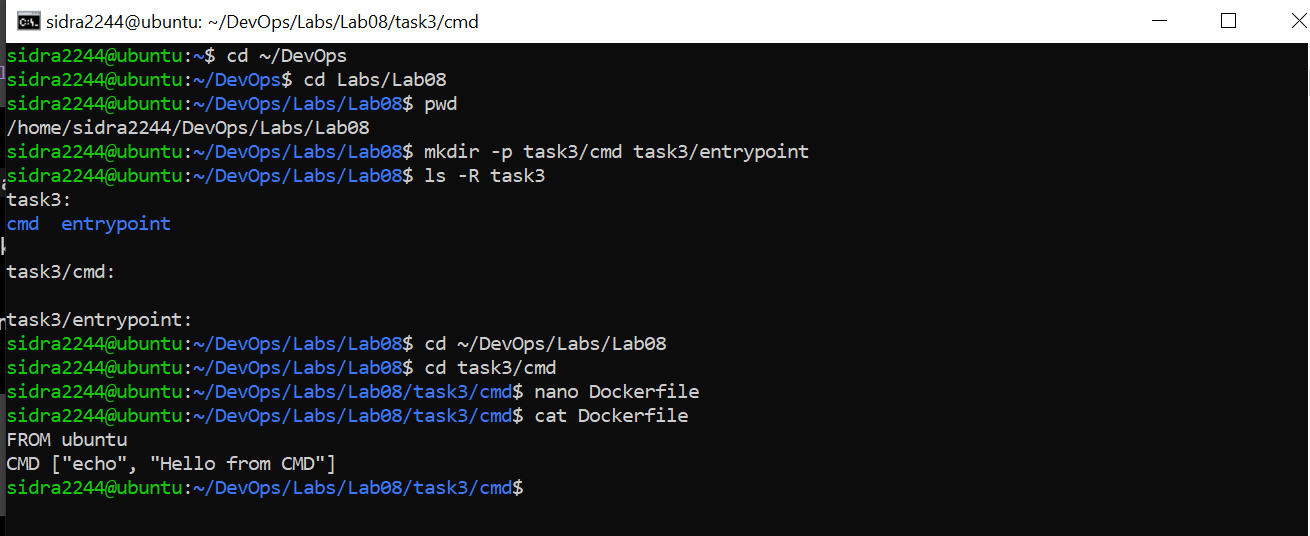 sidra2244@ubuntu: ~/DevOps/Labs/Lab08/task3/cmd
sidra2244@ubuntu:~$ cd ~/DevOps
sidra2244@ubuntu:~/DevOps$ cd Labs/Lab08
sidra2244@ubuntu:~/DevOps/Labs/Lab08$ pwd
/home/sidra2244/DevOps/Labs/Lab08
sidra2244@ubuntu:~/DevOps/Labs/Lab08$ mkdir -p task3/cmd task3/entrypoint
sidra2244@ubuntu:~/DevOps/Labs/Lab08$ ls -R task3
task3:
cmd  entrypoint
task3/cmd:
task3/entrypoint:
sidra2244@ubuntu:~/DevOps/Labs/Lab08$ cd ~/DevOps/Labs/Lab08
sidra2244@ubuntu:~/DevOps/Labs/Lab08$ cd task3/cmd
sidra2244@ubuntu:~/DevOps/Labs/Lab08/task3/cmd$ nano Dockerfile
sidra2244@ubuntu:~/DevOps/Labs/Lab08/task3/cmd$ cat Dockerfile
FROM ubuntu
CMD ["echo", "Hello from CMD"]
sidra2244@ubuntu:~/DevOps/Labs/Lab08/task3/cmd$